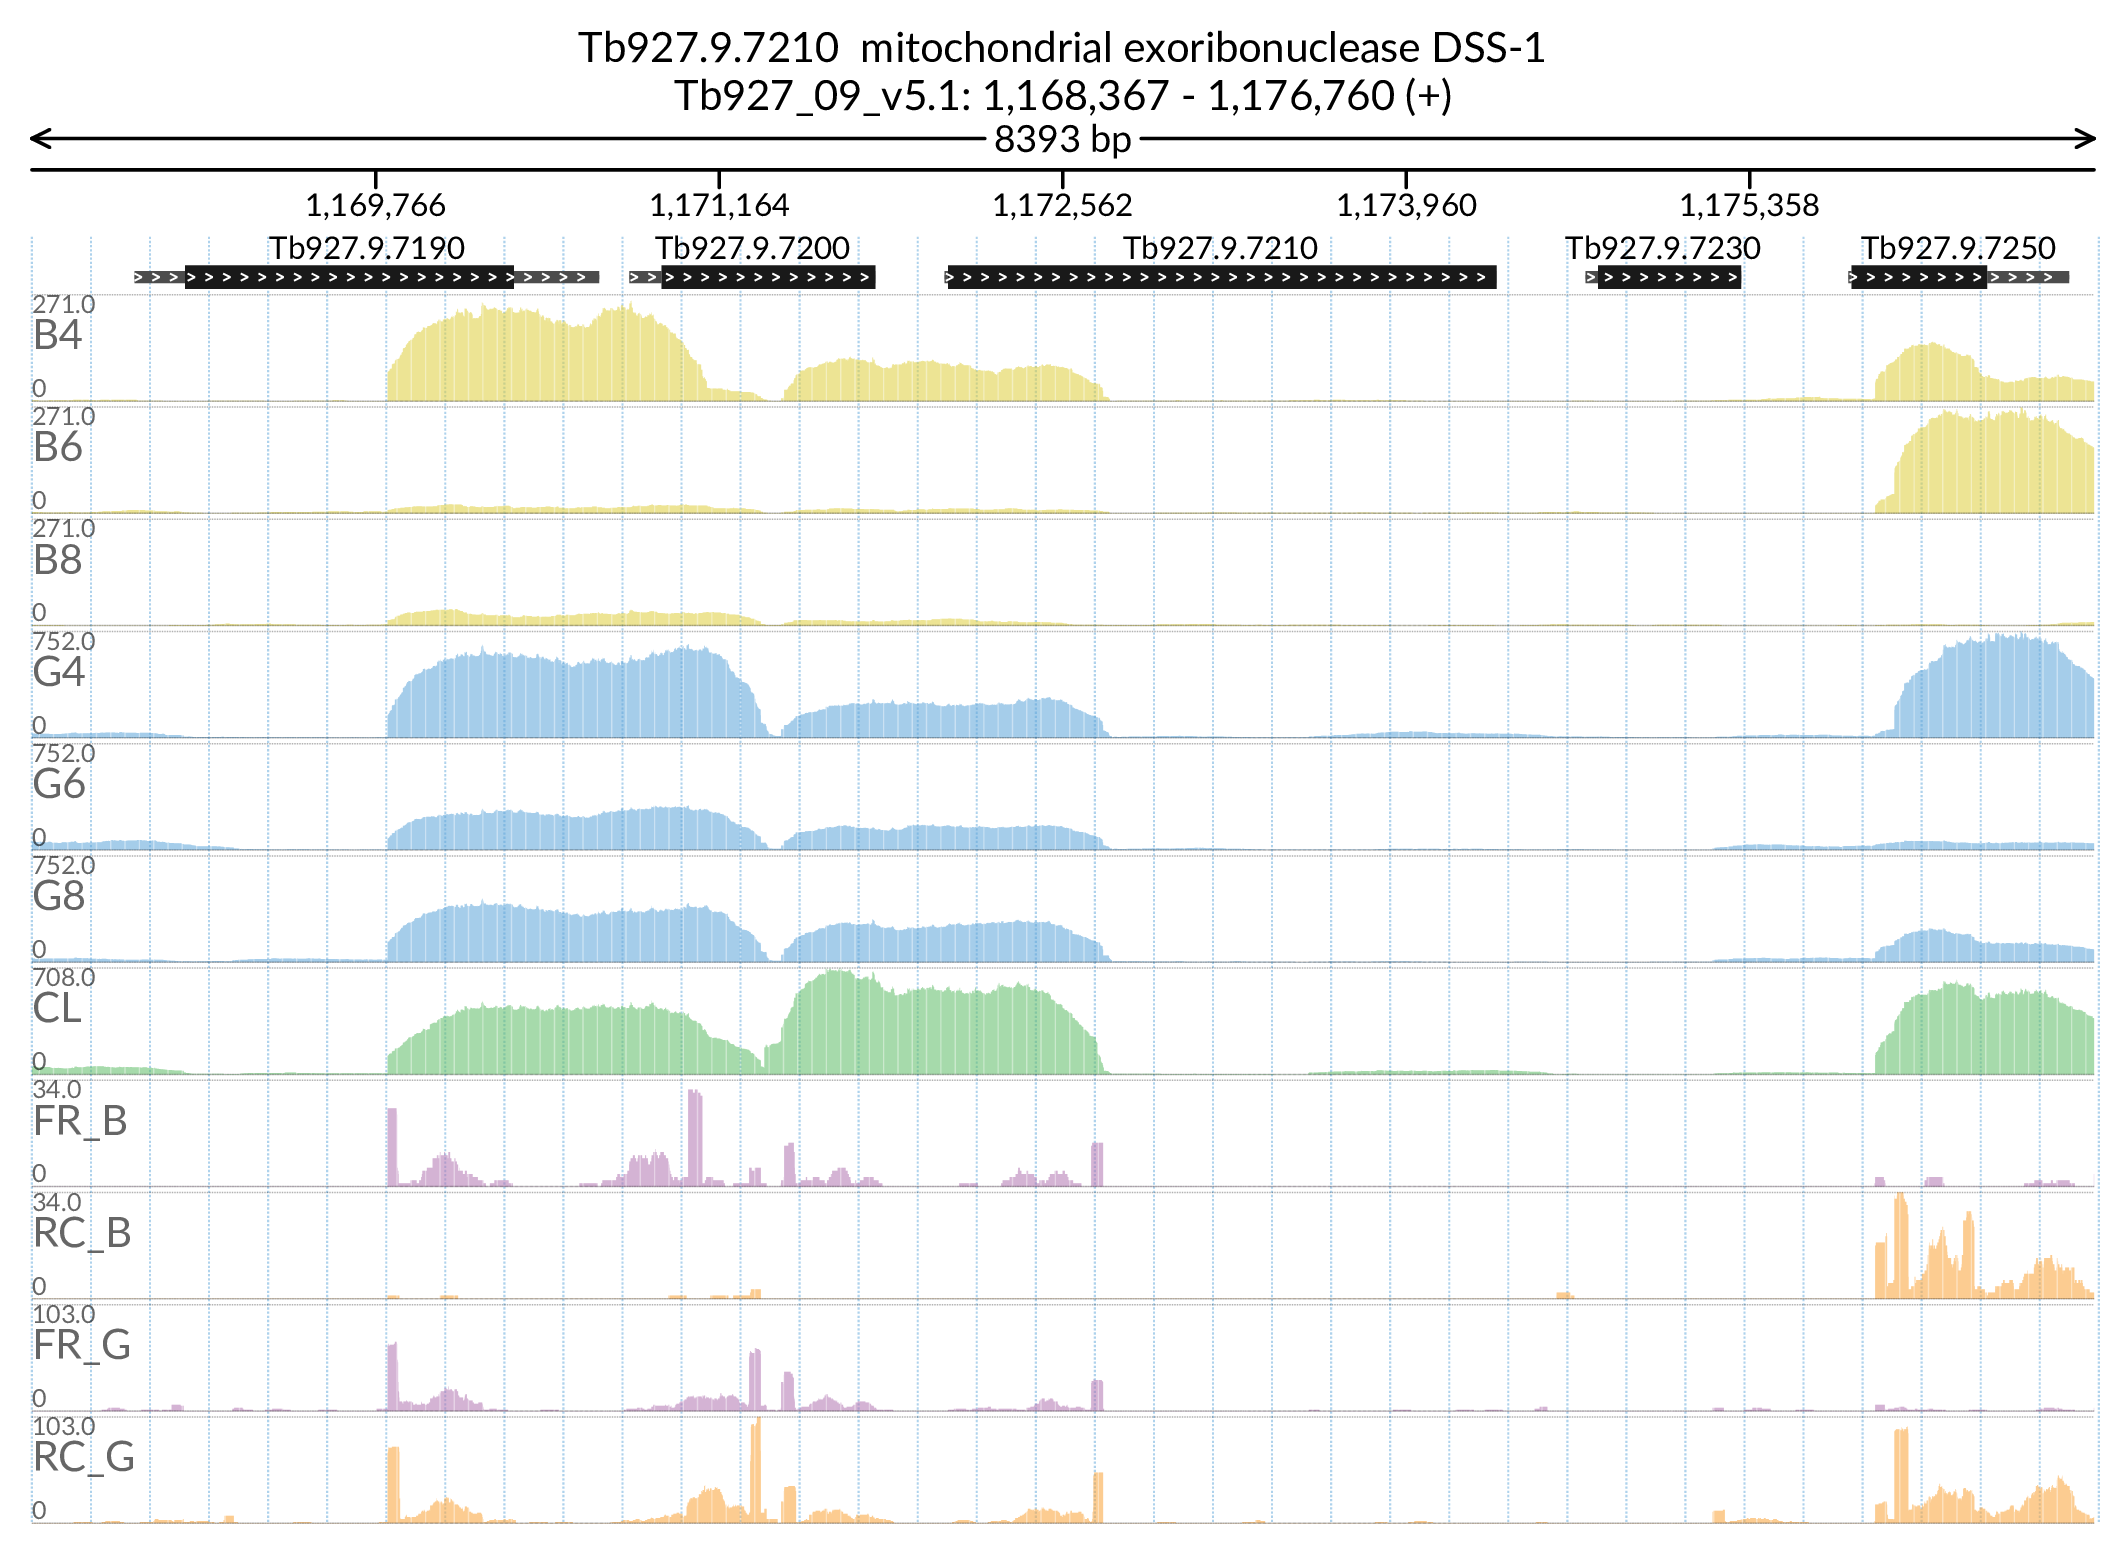 Tb927.9.7210  mitochondrial exoribonuclease DSS-1
Tb927_09_v5.1: 1,168,367 - 1,176,760 (+)
8393 bp
1,169,766 1,171,164 1,172,562 1,173,960 1,175,358
Tb927.9.7190 Tb927.9.7200 Tb927.9.7210 Tb927.9.7230 Tb927.9.7250
271.0
B4
0
271.0
B6
0
271.0
B8
0
752.0
G4
0
752.0
G6
0
752.0
G8
0
708.0
CL
0
34.0
FR_B
0
34.0
RC_B
0
103.0
FR_G
0
103.0
RC_G
0